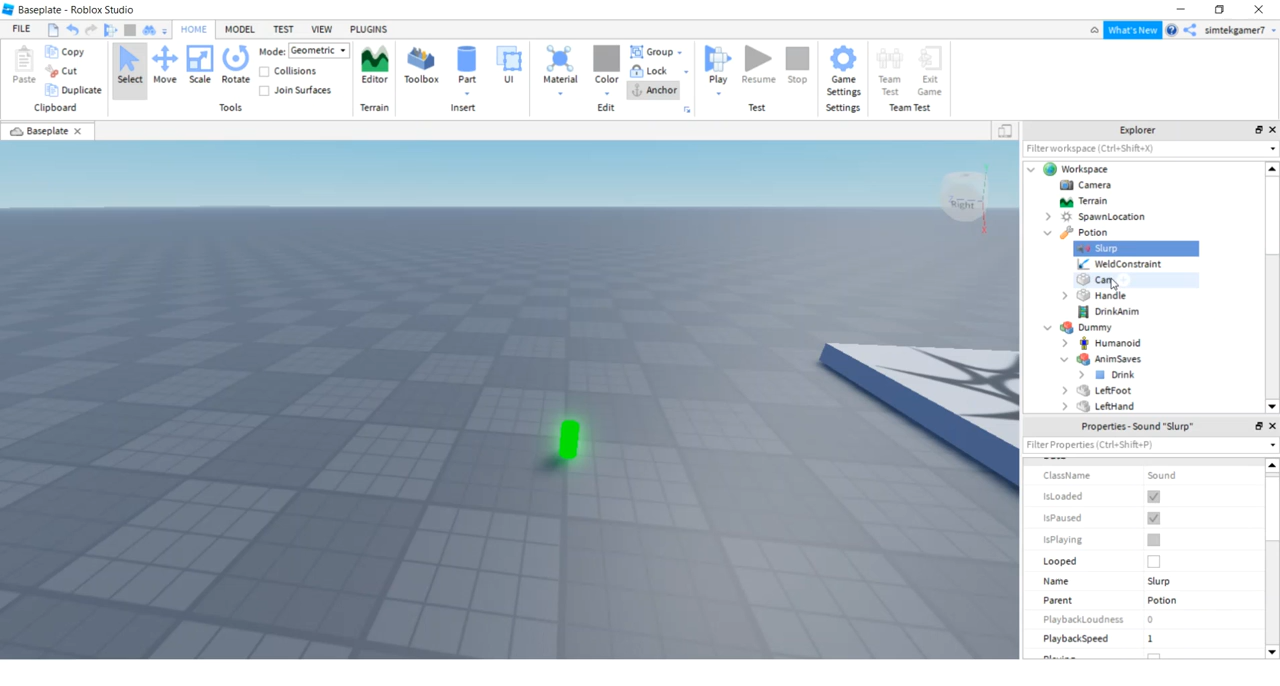 Baseplate - Roblox Studio
FILE HOME MODEL TEST VIEW PLUGINS What's New simtekgamer7
Paste Copy Cut Duplicate Clipboard
Select Move Scale Rotate Mode: Geometric Collisions Join Surfaces Tools
Editor Terrain
Toolbox Part UI Insert
Material Color Group Lock Anchor Edit
Play Resume Stop Test
Game Settings Settings
Team Test Exit Game Team Test
Baseplate
Right
Explorer
Filter workspace (Ctrl+Shift+X)
Workspace
Camera
Terrain
SpawnLocation
Potion
Slurp
WeldConstraint
Handle
DrinkAnim
Dummy
Humanoid
AnimSaves
Drink
LeftFoot
LeftHand
Properties - Sound "Slurp"
Filter Properties (Ctrl+Shift+P)
ClassName Sound
IsLoaded
IsPaused
IsPlaying
Looped
Name Slurp
Parent Potion
PlaybackLoudness 0
PlaybackSpeed 1